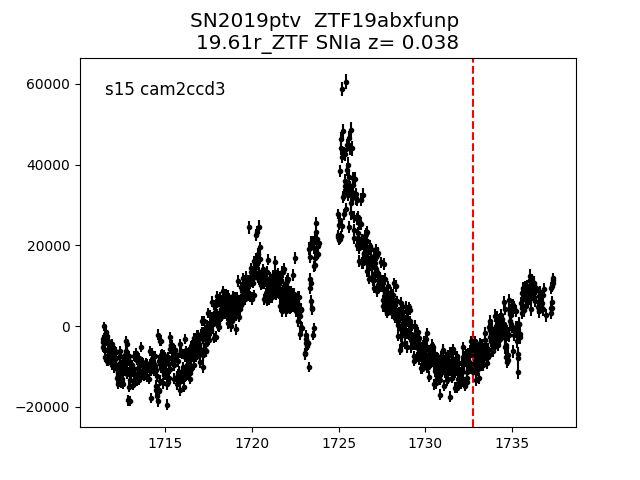 SN2019ptv  ZTF19abxfunp
19.61r_ZTF SNIa z= 0.038
s15 cam2ccd3
60000
40000
20000
0
−20000
1715 1720 1725 1730 1735